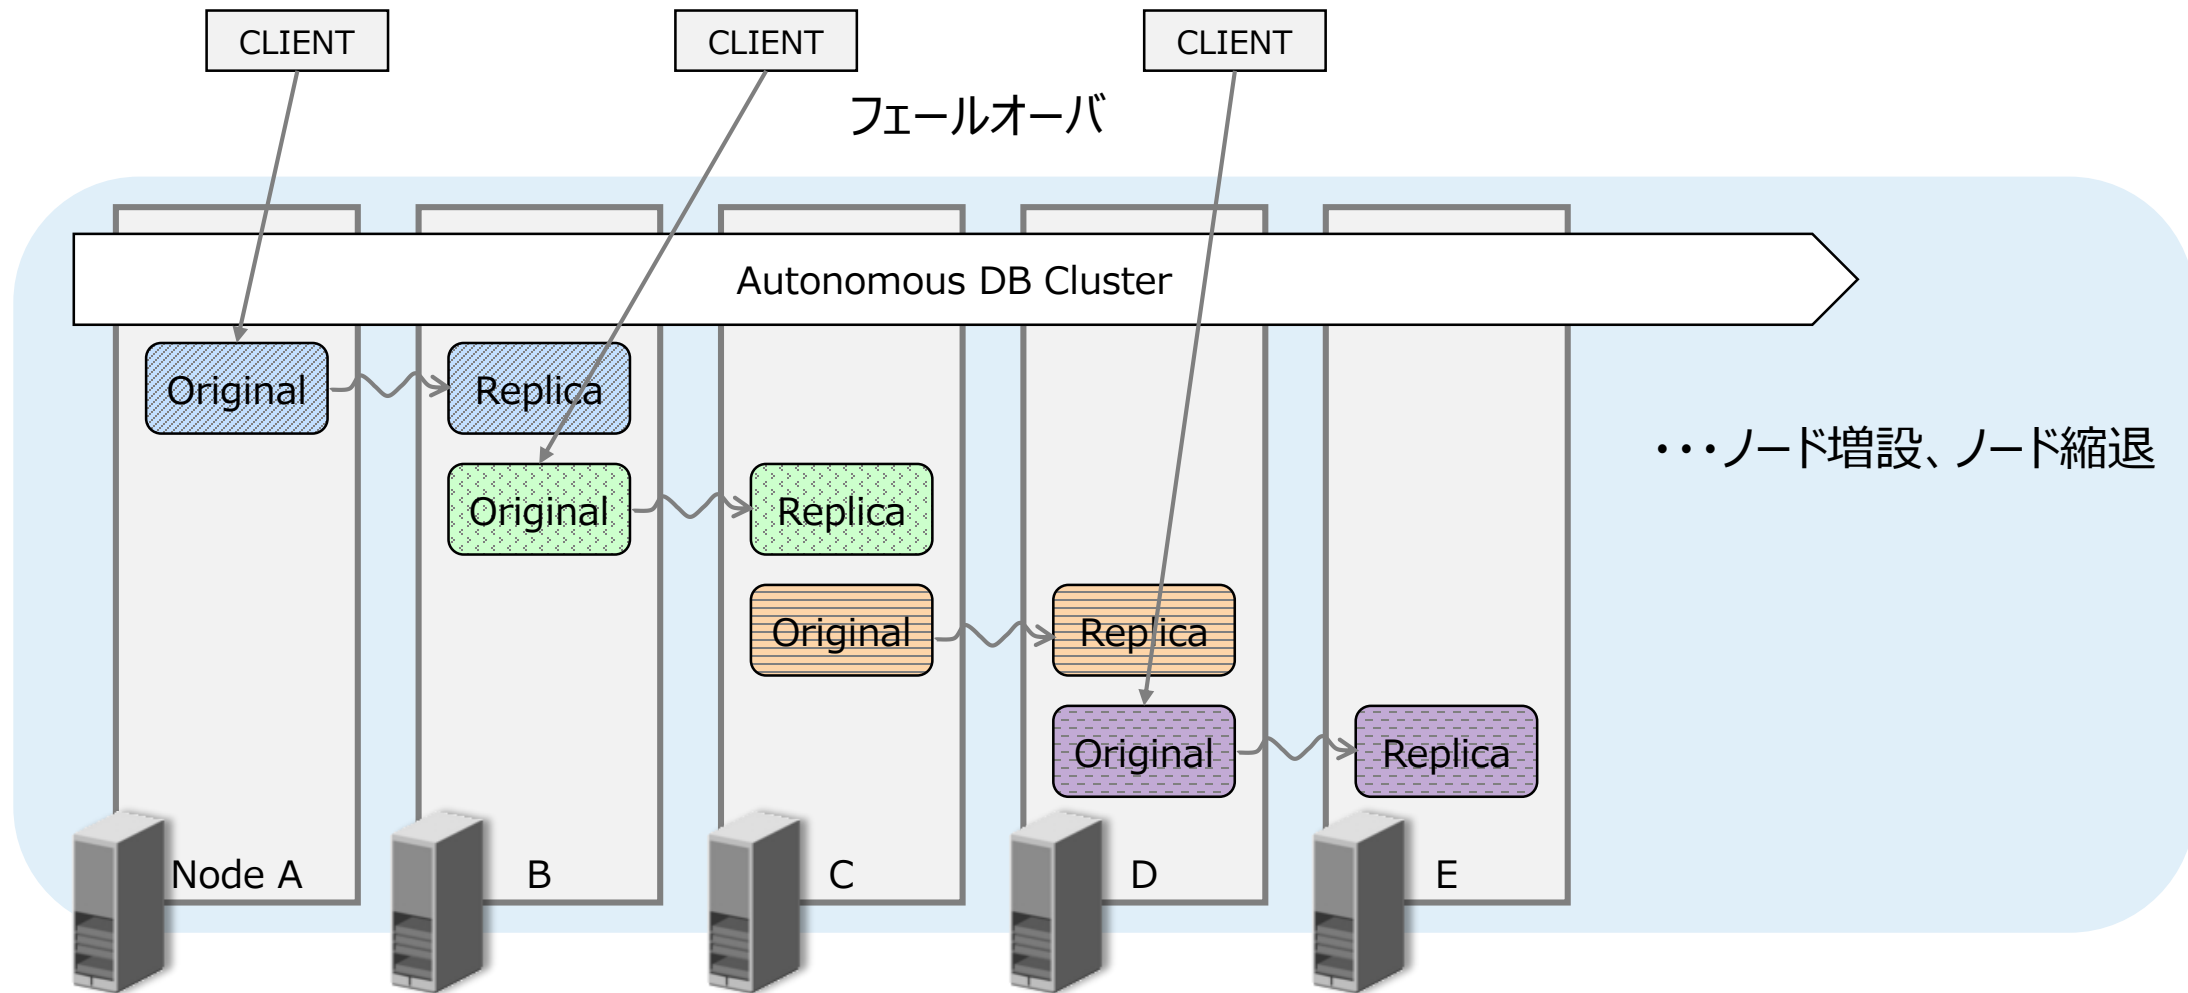 CLIENT
CLIENT
CLIENT
フェールオーバ
Autonomous DB Cluster
Original
Replica
Original
Replica
・・・ノード増設、ノード縮退
Original
Replica
Original
Replica
Node A
B
C
D
E